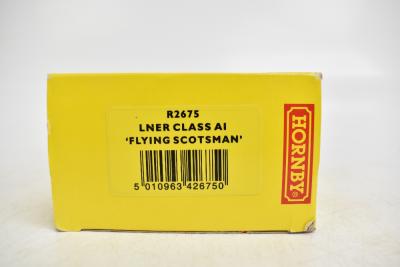 R2675
LNER CLASS A1
'FLYING SCOTSMAN'
5 010963 426750
HORNBY®